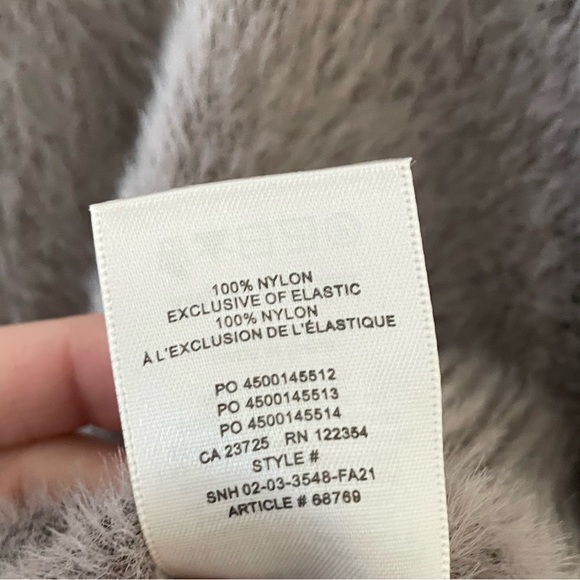 100% NYLON
EXCLUSIVE OF ELASTIC
100% NYLON
À L'EXCLUSION DE L'ÉLASTIQUE
PO 4500145512
PO 4500145513
PO 4500145514
CA 23725 RN 122354
STYLE #
SNH 02-03-3548-FA21
ARTICLE # 68769